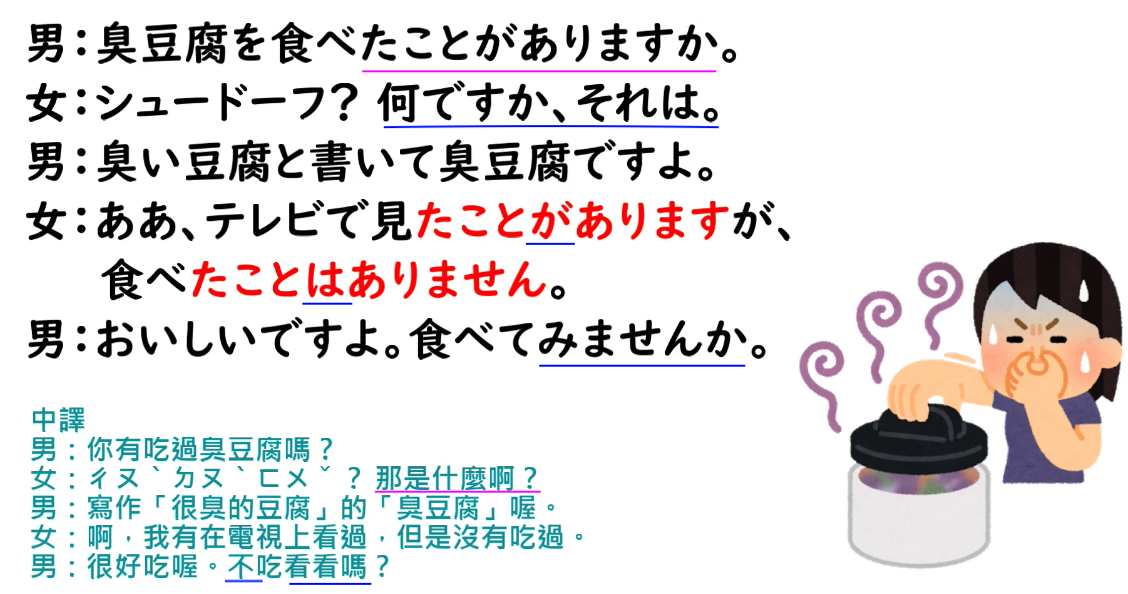 男：臭豆腐を食べたことがありますか。
女：シュードーフ？ 何ですか、それは。
男：臭い豆腐と書いて臭豆腐ですよ。
女：ああ、テレビで見たことがありますが、
食べたことはありません。
男：おいしいですよ。食べてみませんか。
中譯
男：你有吃過臭豆腐嗎？
女：ㄔㄡˋㄉㄡˋㄈㄨˇ？ 那是什麼啊？
男：寫作「很臭的豆腐」的「臭豆腐」喔。
女：啊，我有在電視上看過，但是沒有吃過。
男：很好吃喔。不吃看看嗎？